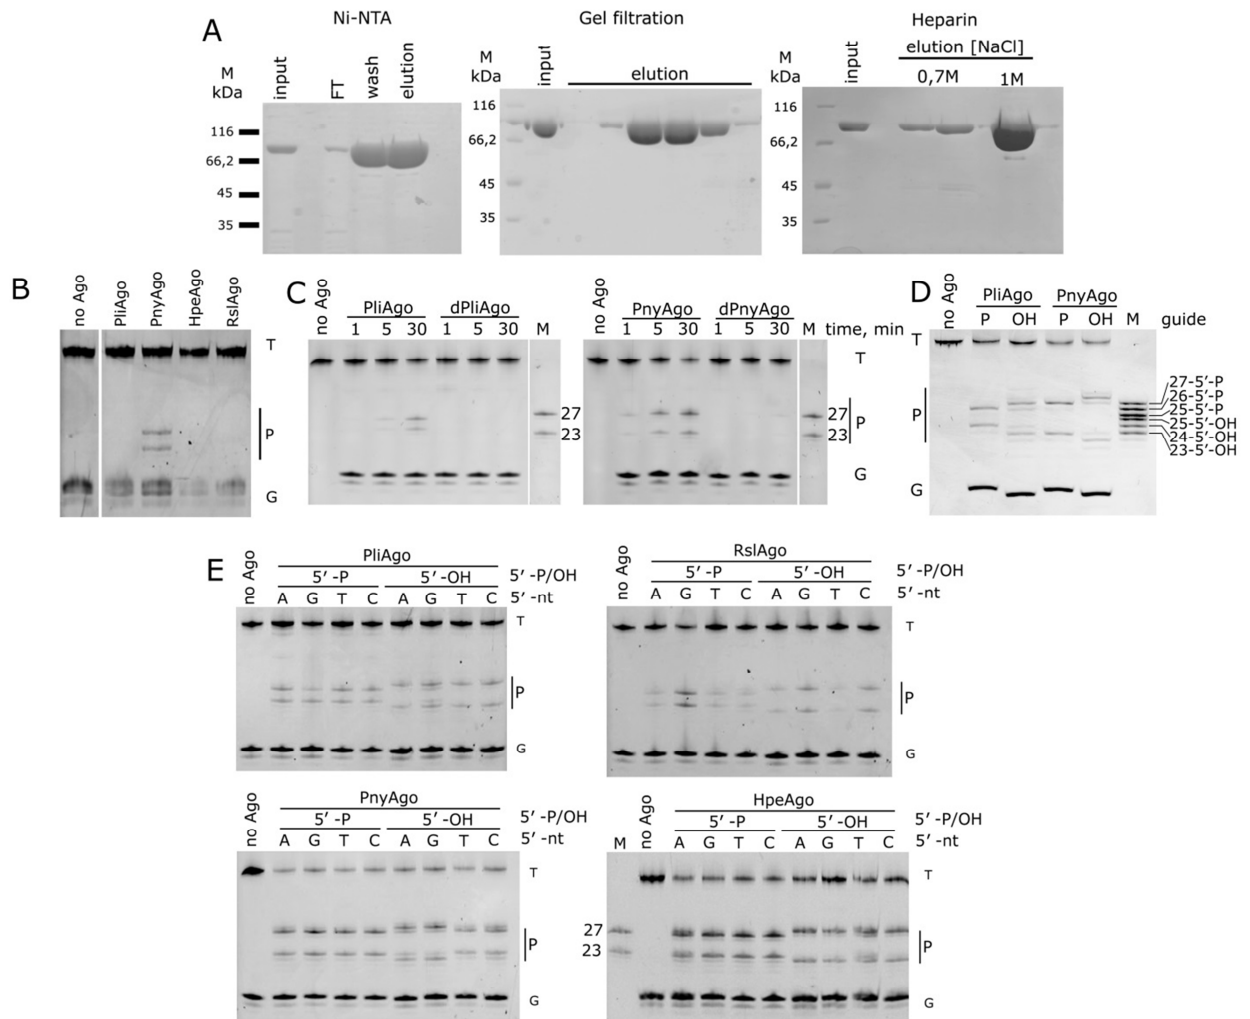 A
Ni-NTA
M
kDa
input
FT
wash
elution
116
66,2
45
35
Gel filtration
M
kDa
input
elution
116
66,2
45
35
Heparin
elution [NaCl]
M
kDa
input
0,7M
1M
116
66,2
45
35
B
no Ago
PliAgo
PnyAgo
HpeAgo
RslAgo
T
P
G
C
no Ago
PliAgo
dPliAgo
1 5 30 1 5 30 M
27
23
no Ago
PnyAgo
dPnyAgo
1 5 30 1 5 30 M time, min
T
27
23
P
G
D
no Ago
PliAgo PnyAgo
P OH P OH M guide
T
P
G
27-5′-P
26-5′-P
25-5′-P
25-5′-OH
24-5′-OH
23-5′-OH
E
no Ago
PliAgo
5′ -P 5′ -OH 5′ -P/OH
A G T C A G T C 5′ -nt
T
P
G
no Ago
RslAgo
5′ -P 5′ -OH 5′ -P/OH
A G T C A G T C 5′ -nt
T
P
G
no Ago
PnyAgo
5′ -P 5′ -OH 5′ -P/OH
A G T C A G T C 5′ -nt
T
P
G
M
no Ago
HpeAgo
5′ -P 5′ -OH 5′ -P/OH
A G T C A G T C 5′ -nt
T
27
23
P
G